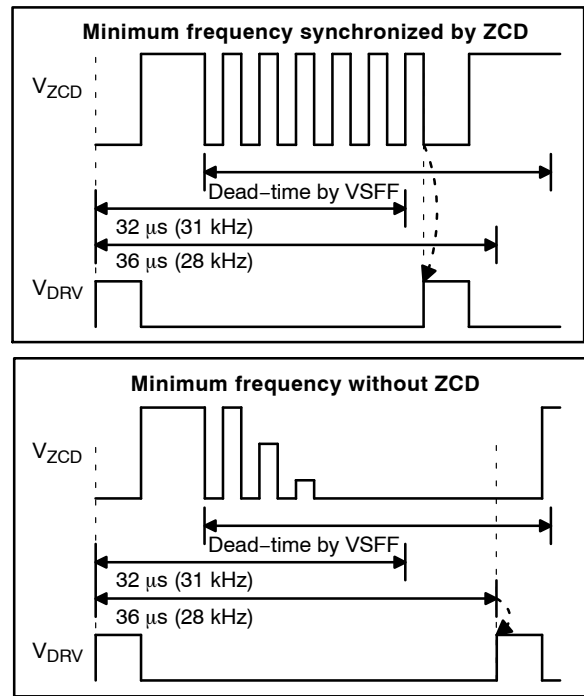 Minimum frequency synchronized by ZCD
VZCD
Dead−time by VSFF
32 μs (31 kHz)
36 μs (28 kHz)
VDRV
Minimum frequency without ZCD
VZCD
Dead−time by VSFF
32 μs (31 kHz)
36 μs (28 kHz)
VDRV